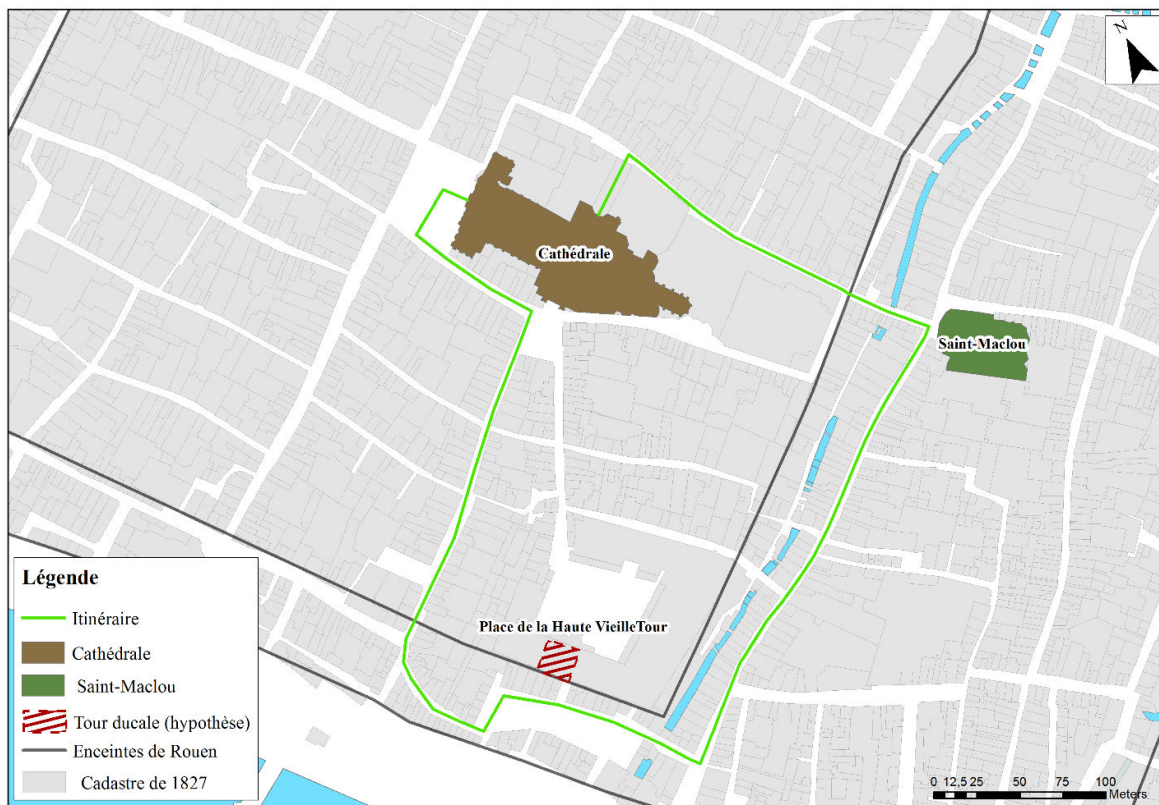 N
Cathédrale
Saint-Maclou
Place de la Haute VieilleTour
Légende
Itinéraire
Cathédrale
Saint-Maclou
Tour ducale (hypothèse)
Enceintes de Rouen
Cadastre de 1827
0 12,5 25 50 75 100
Meters